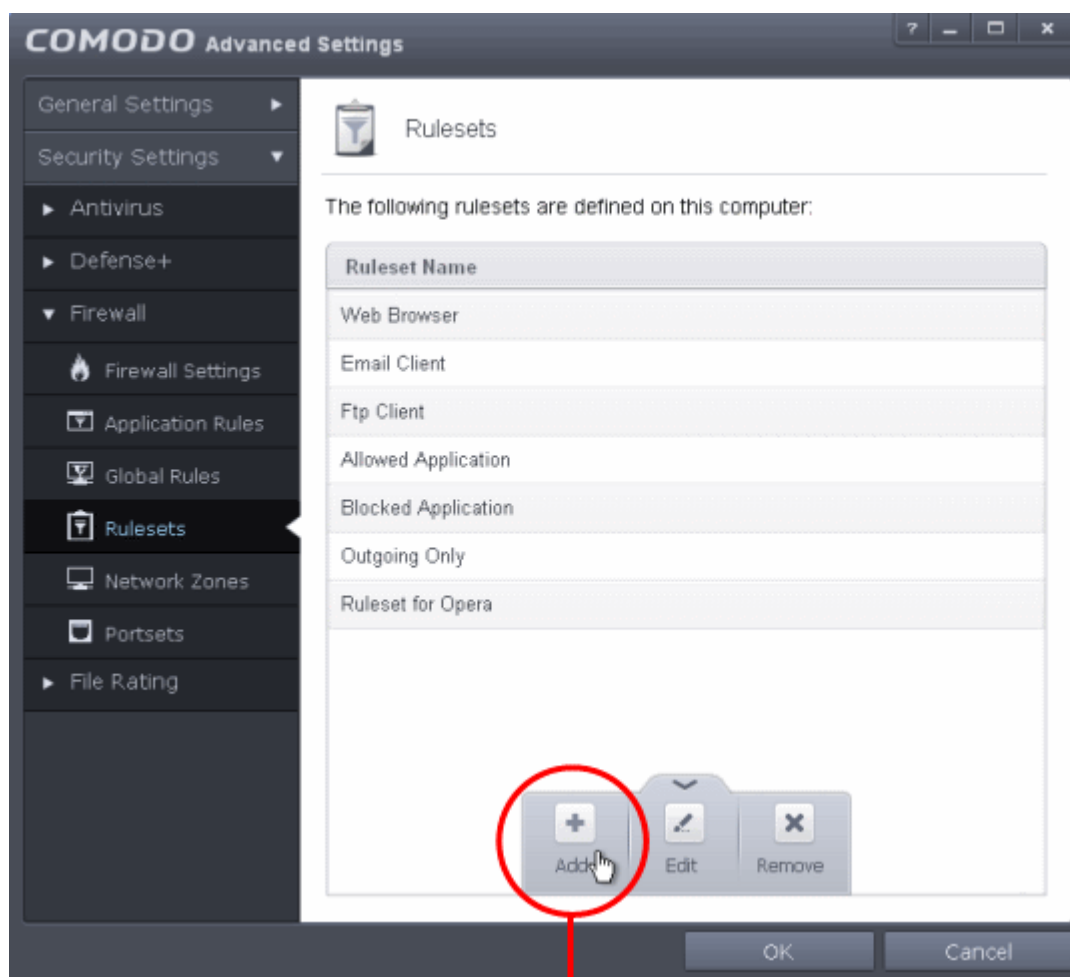 COMODO Advanced Settings
?
General Settings
Security Settings
Antivirus
Defense+
Firewall
Firewall Settings
Application Rules
Global Rules
Rulesets
Network Zones
Portsets
File Rating
Rulesets
The following rulesets are defined on this computer:
Ruleset Name
Web Browser
Email Client
Ftp Client
Allowed Application
Blocked Application
Outgoing Only
Ruleset for Opera
Add
Edit
Remove
OK
Cancel